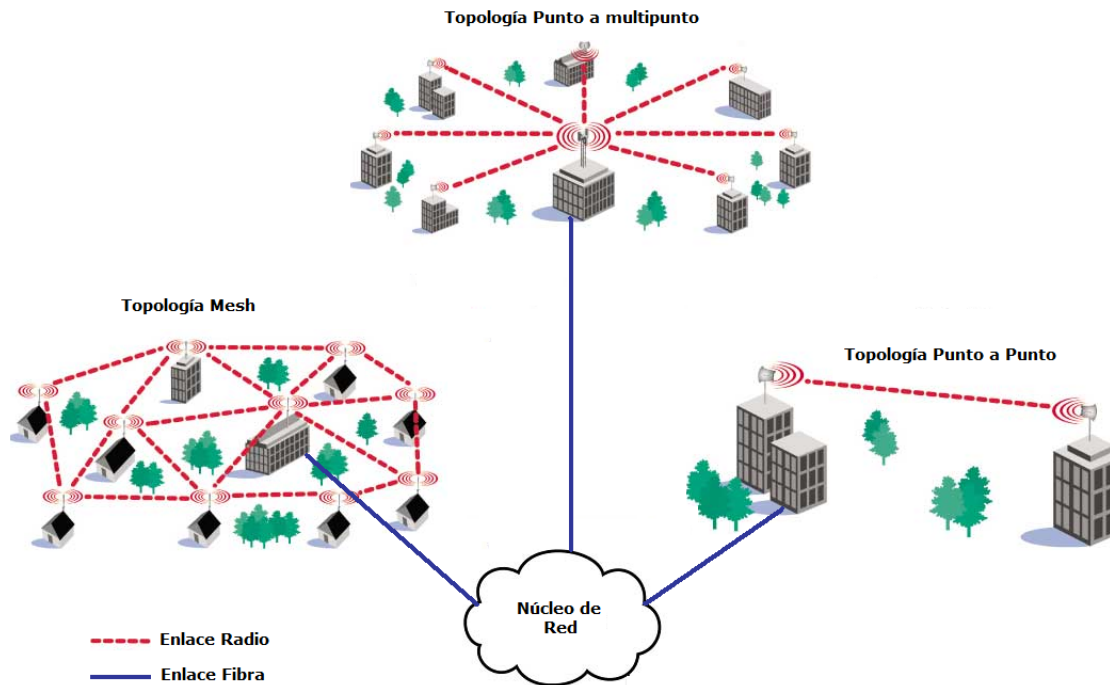 Topología Punto a multipunto
Topología Mesh
Topología Punto a Punto
Núcleo de
Red
Enlace Radio
Enlace Fibra